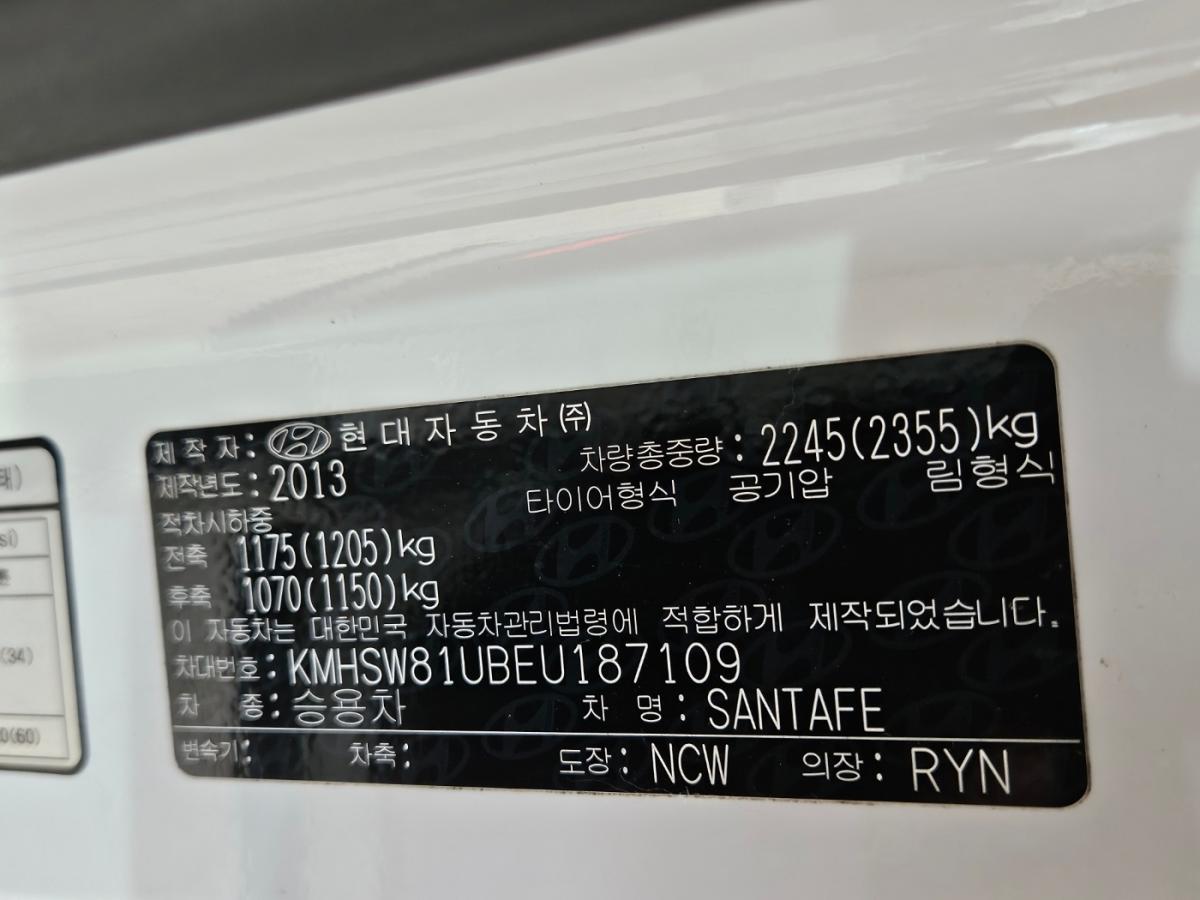 제작자: 현대자동차㈜
제작년도: 2013 차량총중량: 2245(2355)kg
적차시하중 타이어형식 공기압 림형식
전축 1175(1205)kg
후축 1070(1150)kg
이 자동차는 대한민국 자동차관리법령에 적합하게 제작되었습니다.
차대번호: KMHSW81UBEU187109
차종: 승용차 차명: SANTAFE
변속기: 차축: 도장: NCW 의장: RYN
(34)
0(60)